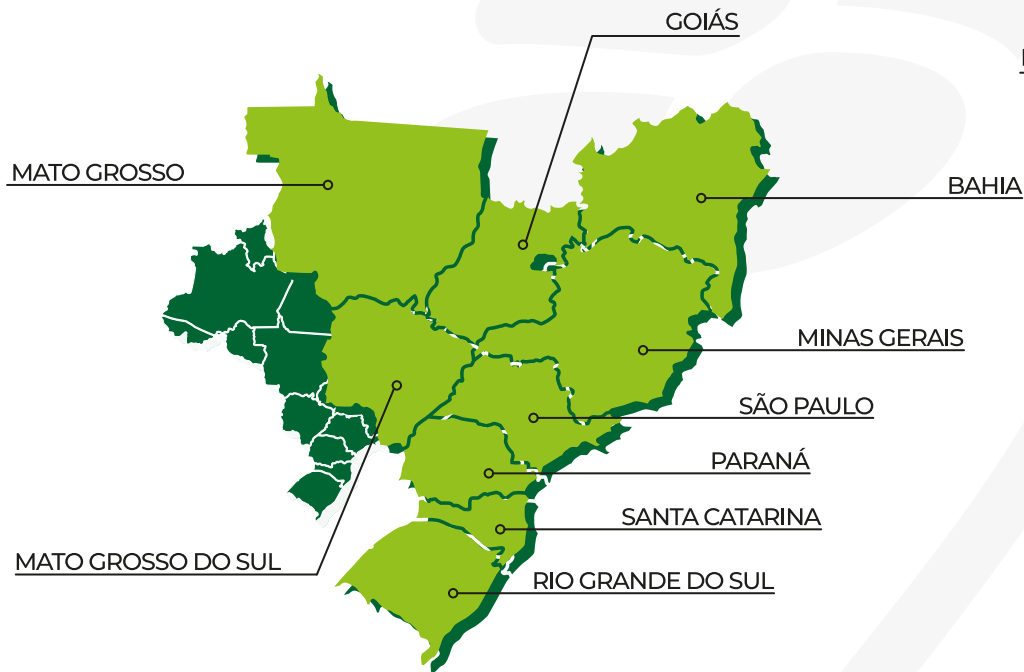 GOIÁS
MATO GROSSO
BAHIA
MINAS GERAIS
SÃO PAULO
PARANÁ
SANTA CATARINA
MATO GROSSO DO SUL
RIO GRANDE DO SUL